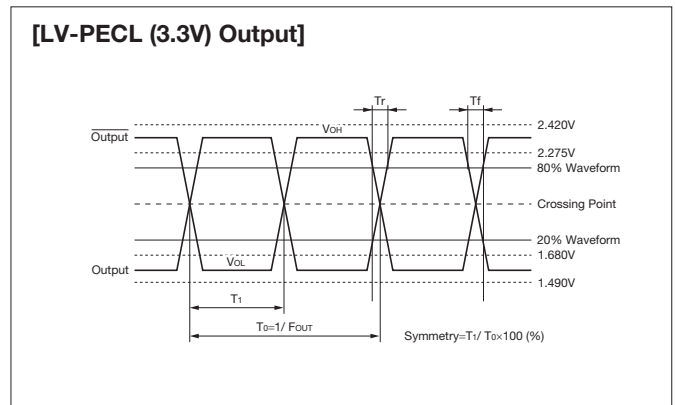 [LV-PECL (3.3V) Output]
Tr
Tf
2.420V
VOH
Output
2.275V
80% Waveform
Crossing Point
20% Waveform
1.680V
VOL
Output
1.490V
T1
T0=1/ FOUT
Symmetry=T1/ T0×100 (%)